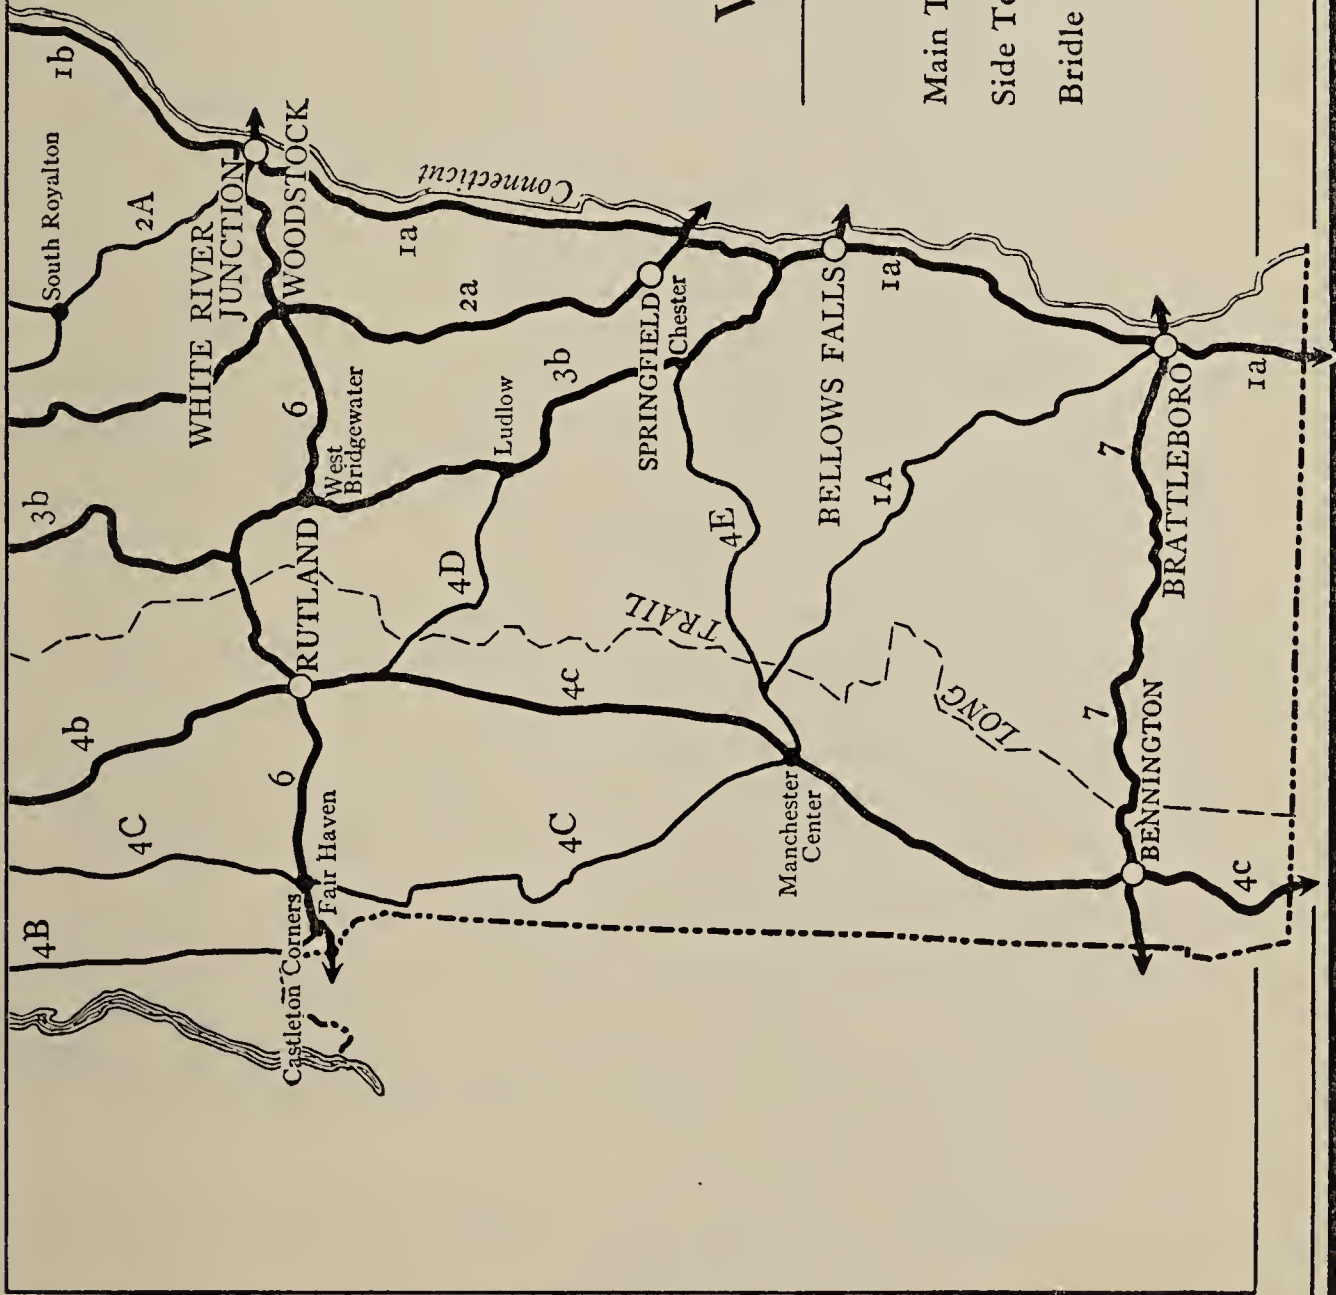 1b
South Royalton
2A
WHITE RIVER
JUNCTION
WOODSTOCK
Connecticut
1a
2a
6
West
Bridgewater
3b
Ludlow
3b
SPRINGFIELD
Chester
BELLOWS FALLS
1a
RUTLAND
4D
4E
1A
TRAIL
LONG
4b
4c
7
BRATTLEBORO
1a
6
4C
Fair Haven
4C
Manchester
Center
7
BENNINGTON
4c
4B
Castleton Corners
V
Main T
Side To
Bridle